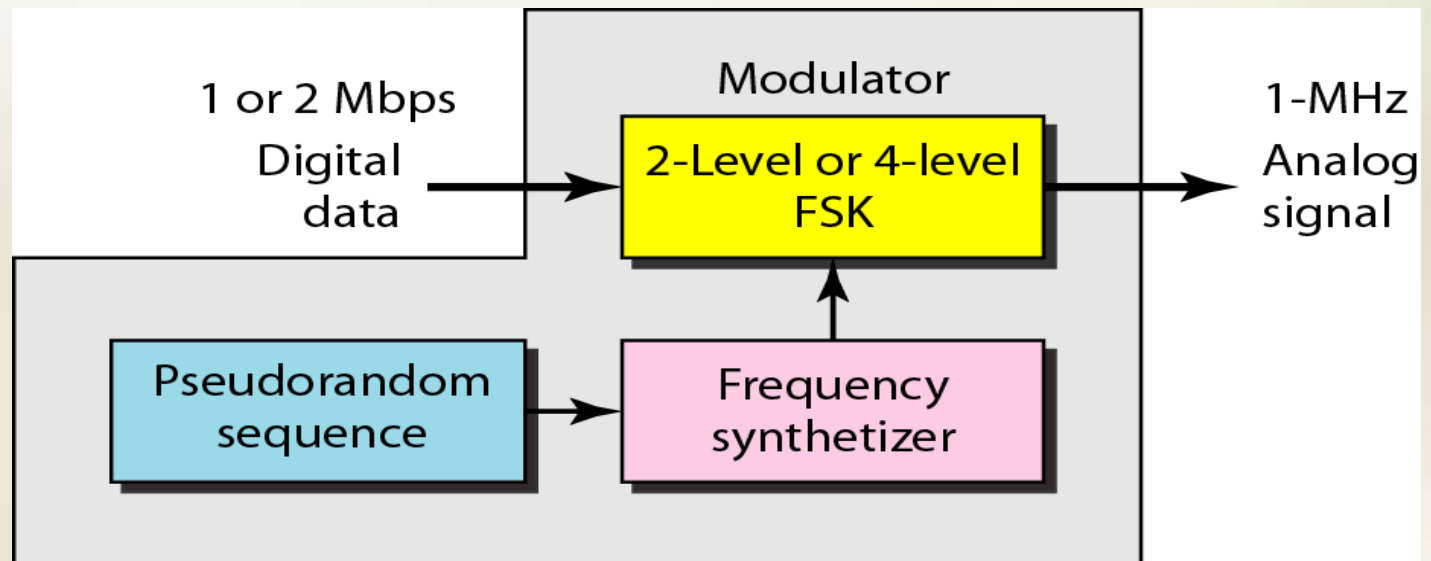 1 or 2 Mbps
Digital
data
Modulator
2-Level or 4-level
FSK
1-MHz
Analog
signal
Pseudorandom
sequence
Frequency
synthetizer